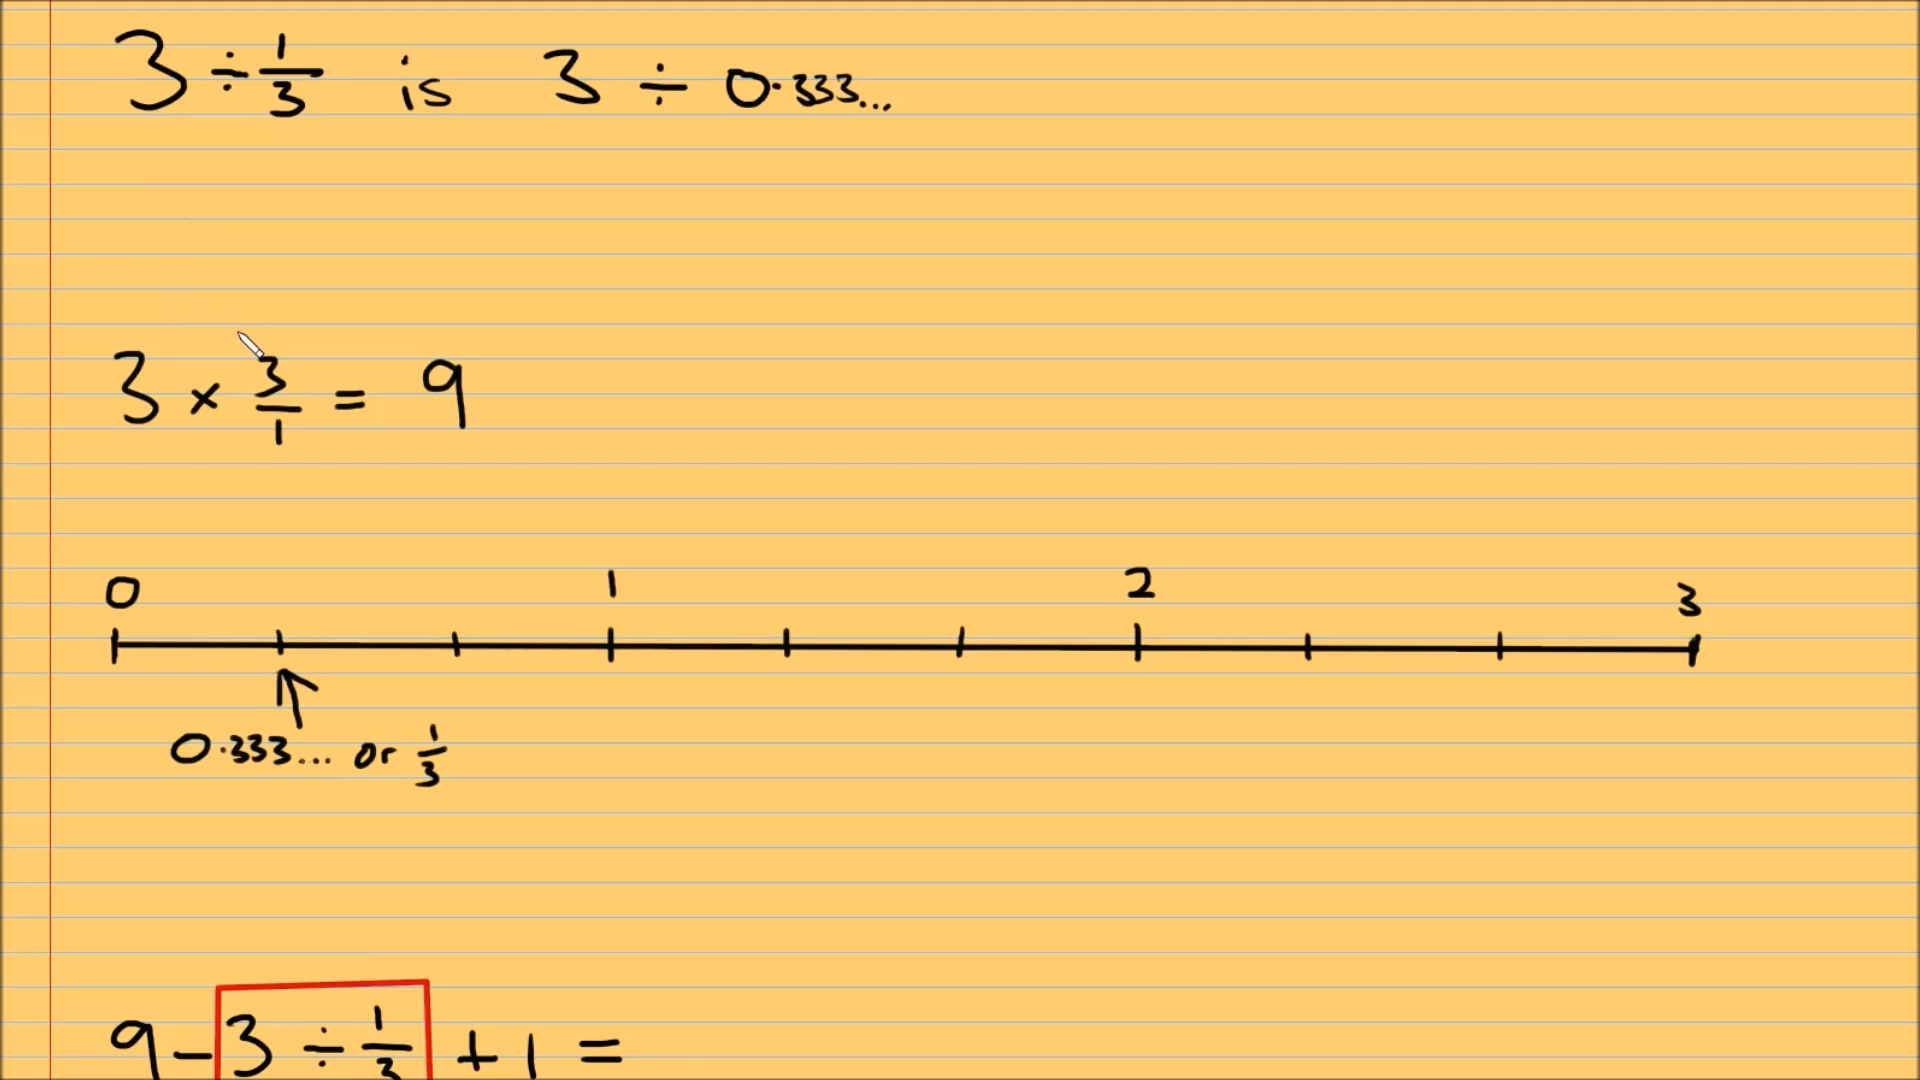 3 ÷ 1/3 is 3 ÷ 0.333...
3 × 3/1 = 9
0 1 2 3
0.333... or 1/3
9 - 3 ÷ 1/3 + 1 =